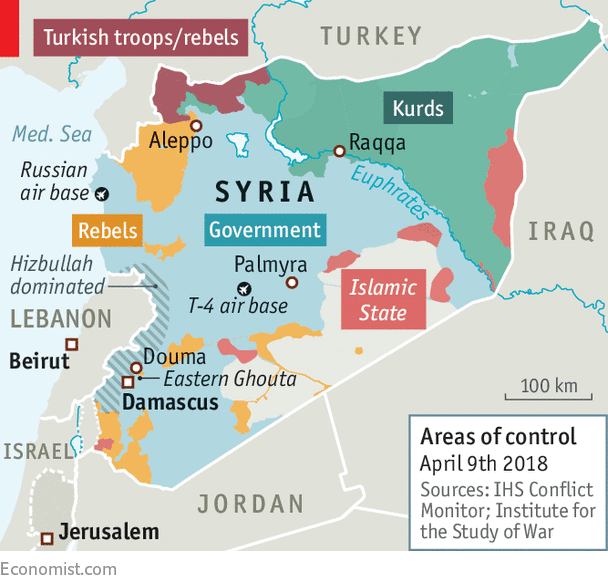 Turkish troops/rebels
TURKEY
Med. Sea
Aleppo
Kurds
Raqqa
Russian
air base
SYRIA
Euphrates
Rebels
Government
IRAQ
Hizbullah
dominated
Palmyra
T-4 air base
Islamic
State
LEBANON
Beirut
Douma
Eastern Ghouta
Damascus
100 km
ISRAEL
JORDAN
Jerusalem
Areas of control
April 9th 2018
Sources: IHS Conflict
Monitor; Institute for
the Study of War
Economist.com